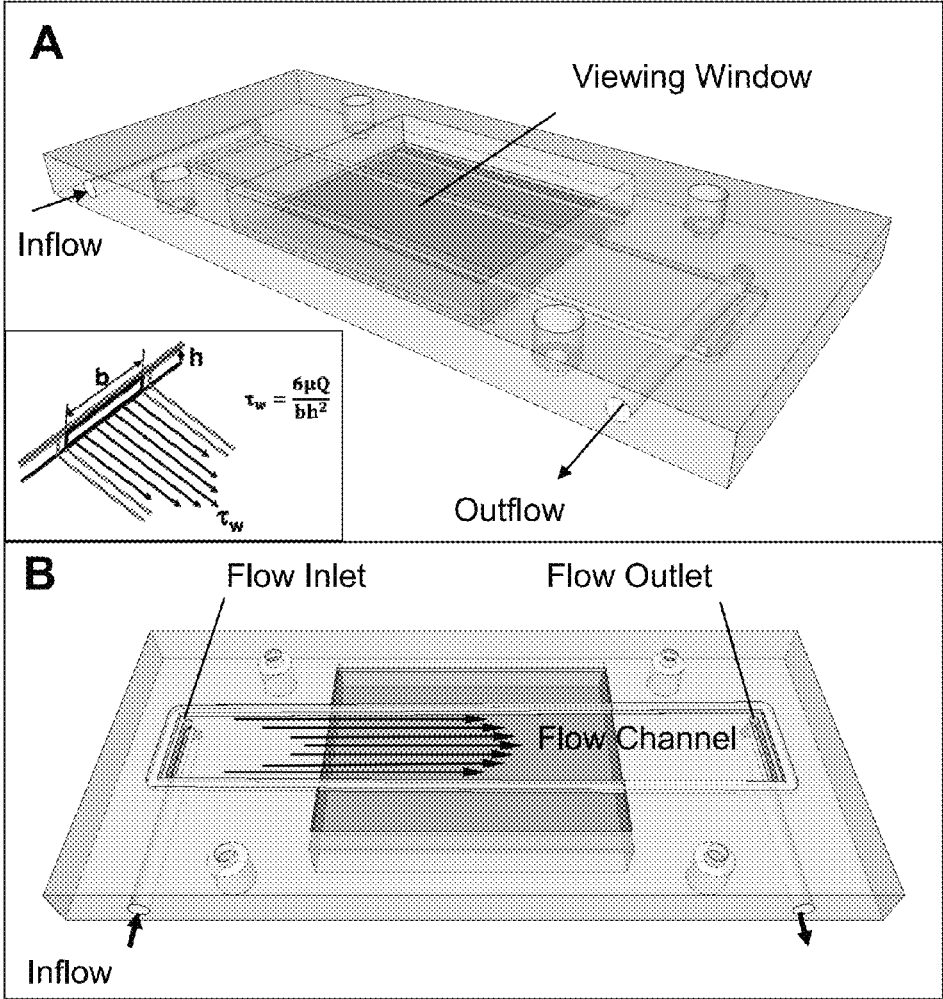 A
Viewing Window
Inflow
b
h
τw = 6μQ / bh²
τw
Outflow
B
Flow Inlet
Flow Outlet
Flow Channel
Inflow